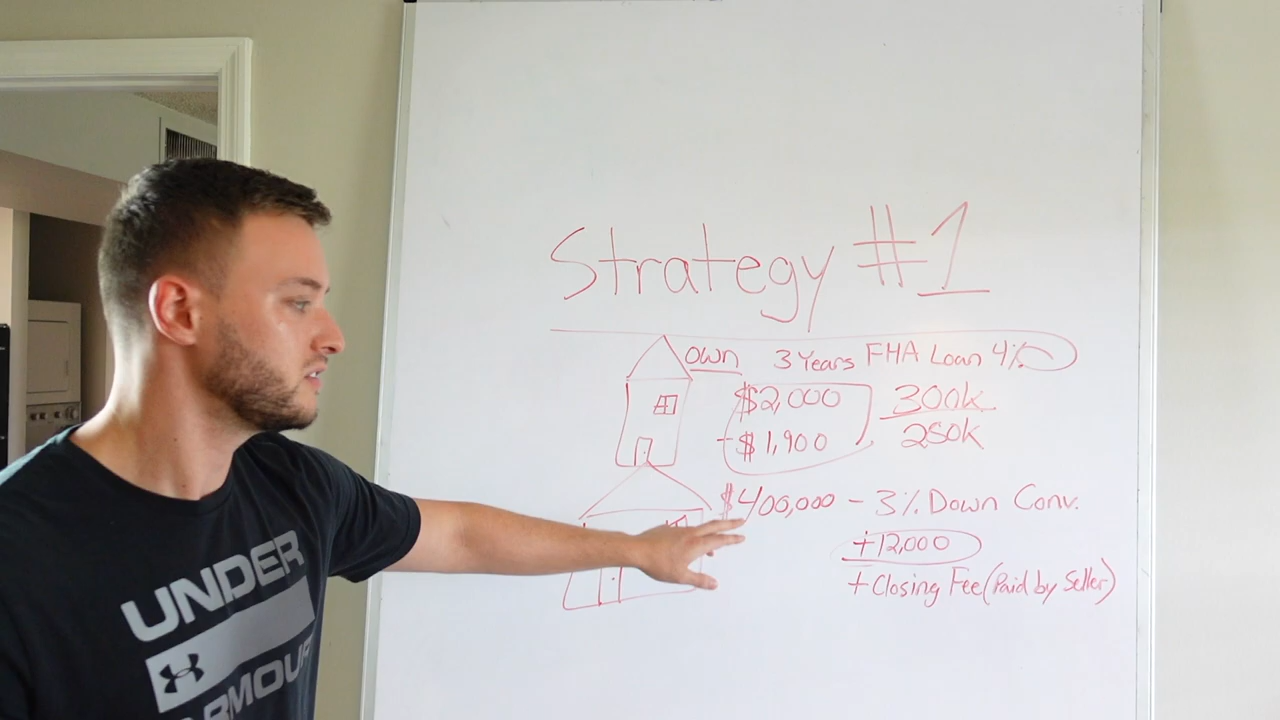 Strategy #1
own 3 Years FHA Loan 4%
$2,000 300k
-$1,900 250k
$400,000 - 3% Down Conv.
+12,000
+Closing Fee (Paid by Seller)
UNDER
ARMOUR